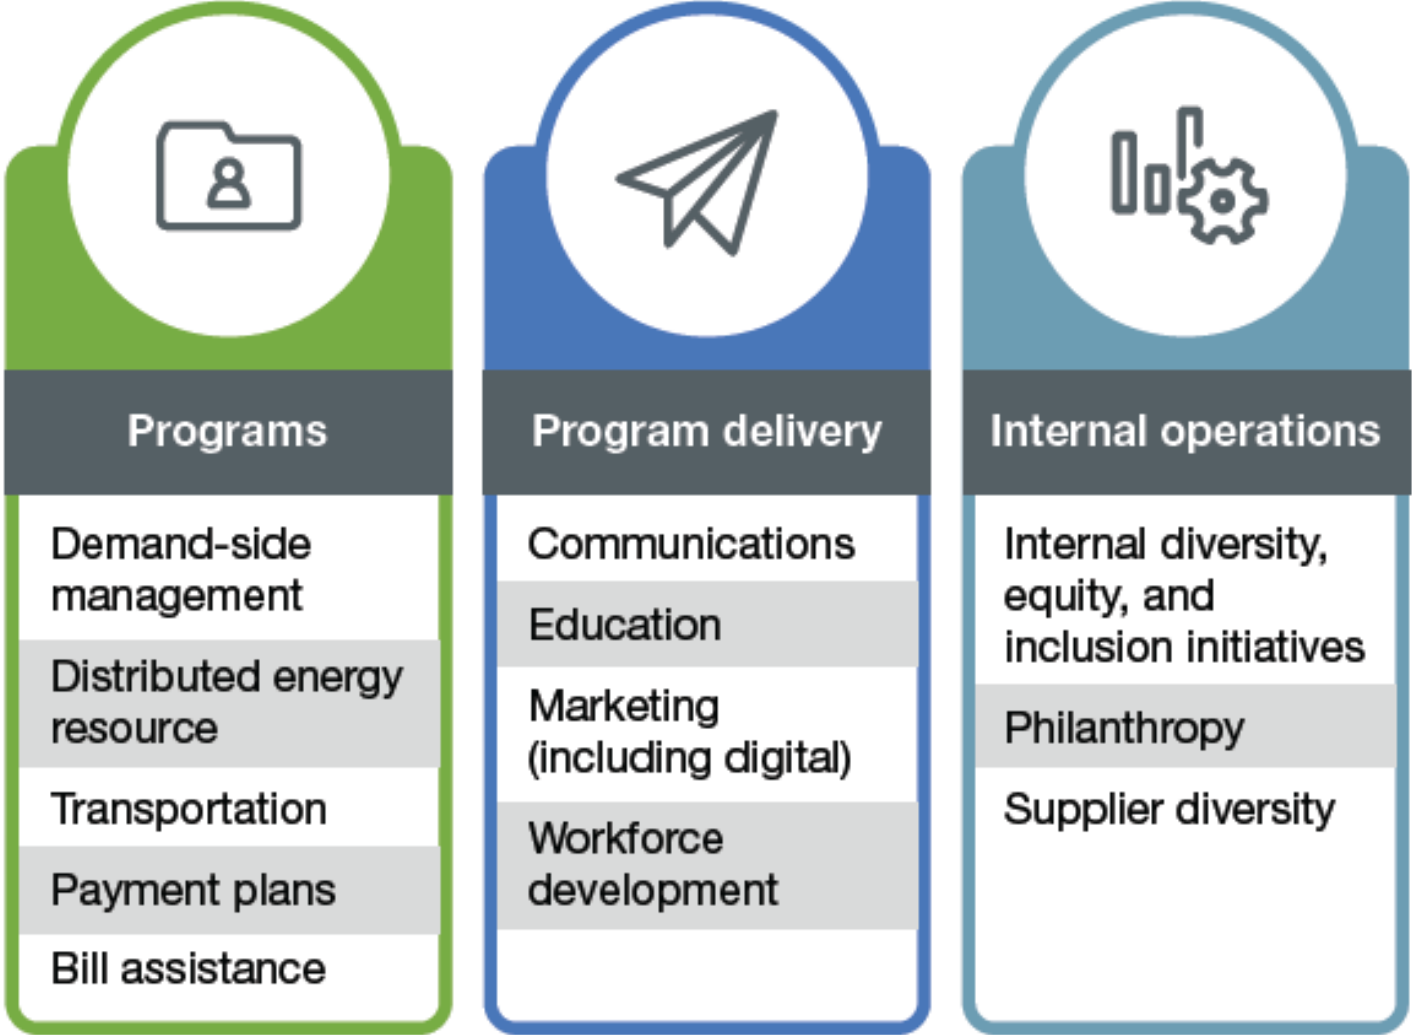 Programs
Demand-side
management
Distributed energy
resource
Transportation
Payment plans
Bill assistance
Program delivery
Communications
Education
Marketing
(including digital)
Workforce
development
Internal operations
Internal diversity,
equity, and
inclusion initiatives
Philanthropy
Supplier diversity